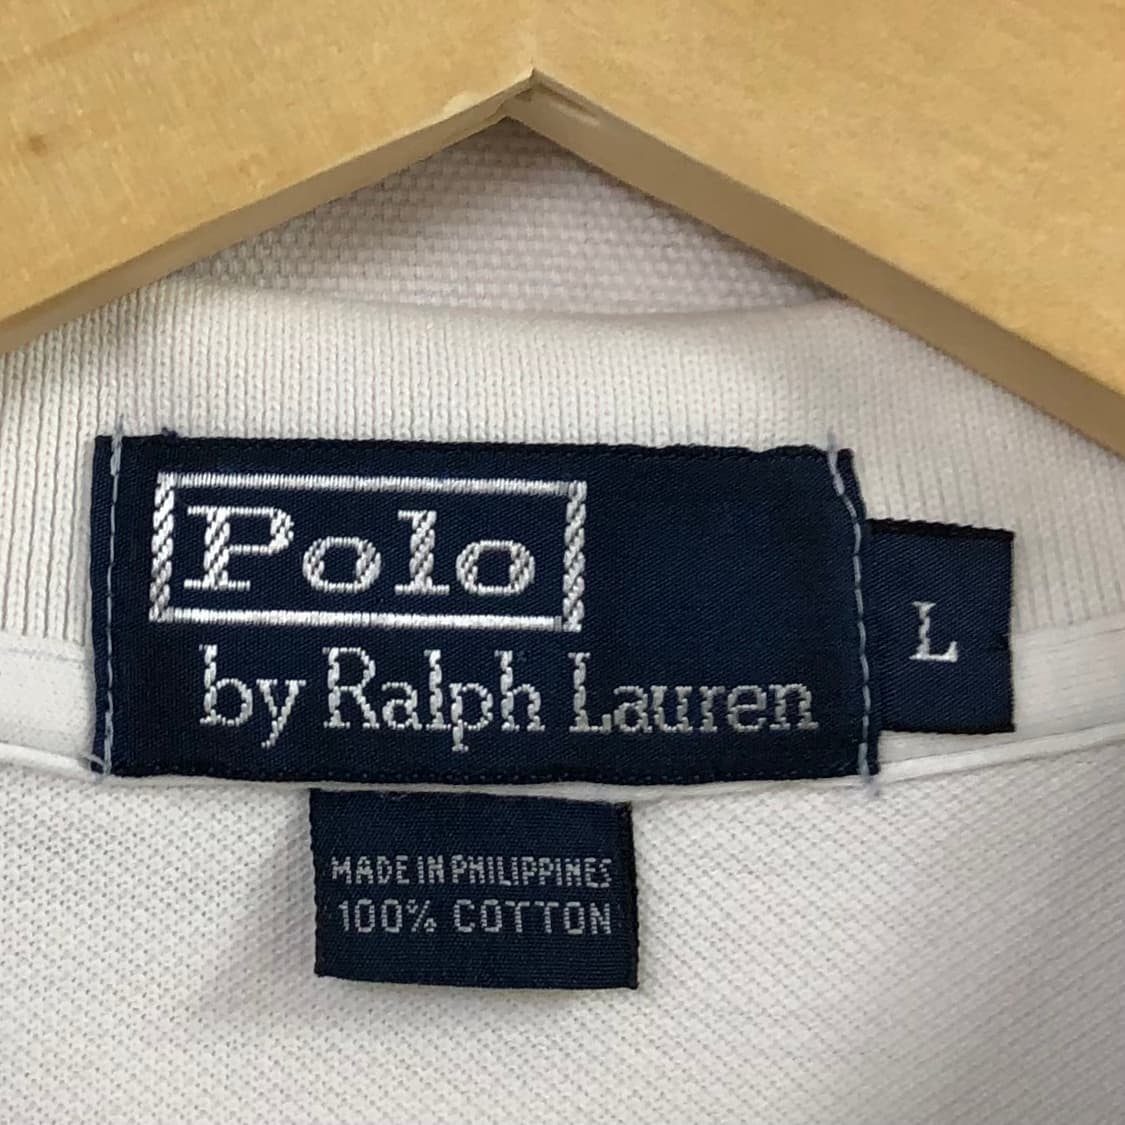 Polo
by Ralph Lauren
L
MADE IN PHILIPPINES
100% COTTON